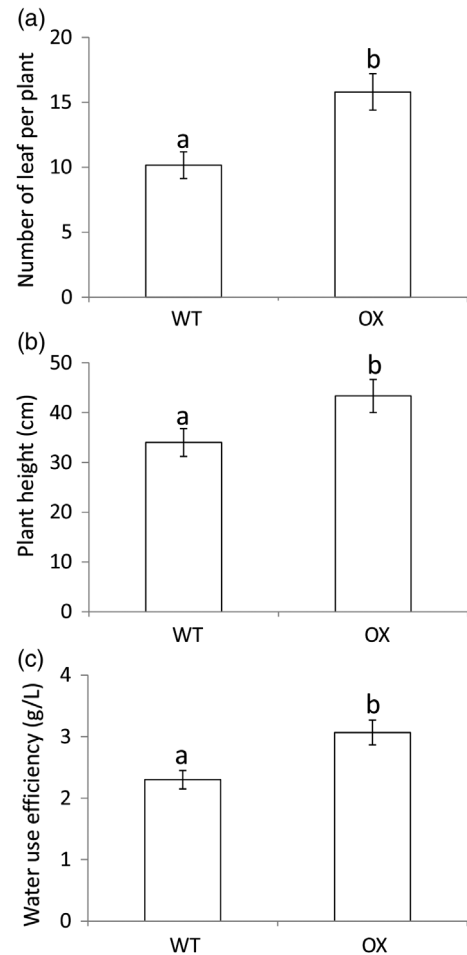 (a)
Number of leaf per plant
20
15
10
5
0
a
b
WT OX
(b)
Plant height (cm)
50
40
30
20
10
0
a
b
WT OX
(c)
Water use efficiency (g/L)
4
3
2
1
0
a
b
WT OX